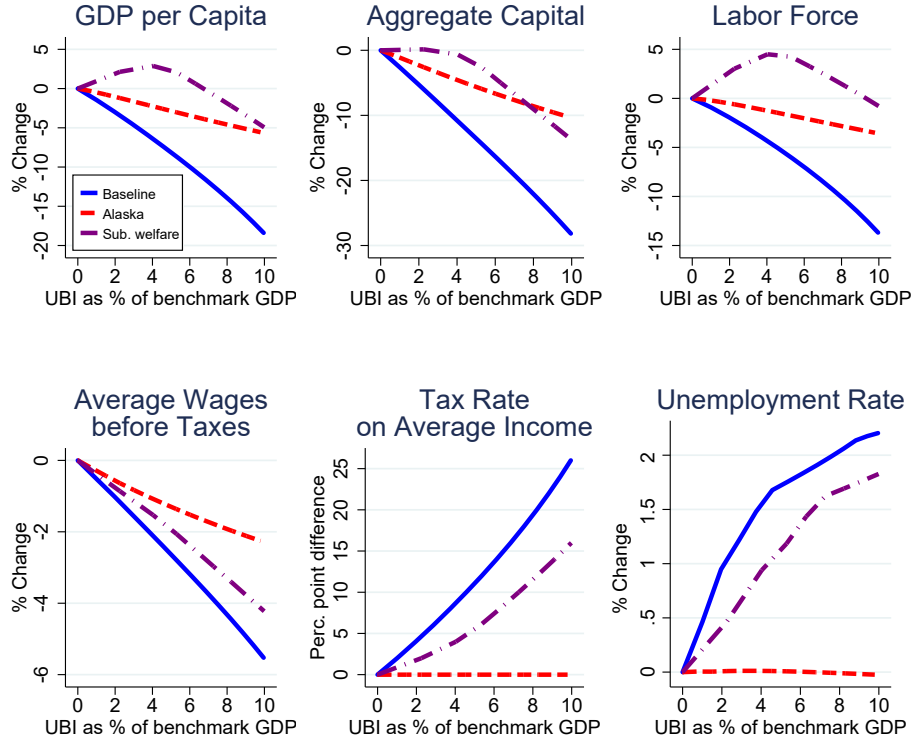 GDP per Capita
% Change
5
0
-5
-10
-15
-20
Baseline
Alaska
Sub. welfare
0 2 4 6 8 10
UBI as % of benchmark GDP
Aggregate Capital
% Change
0
-10
-20
-30
0 2 4 6 8 10
UBI as % of benchmark GDP
Labor Force
% Change
5
0
-5
-10
-15
0 2 4 6 8 10
UBI as % of benchmark GDP
Average Wages
before Taxes
% Change
0
-2
-4
-6
0 2 4 6 8 10
UBI as % of benchmark GDP
Tax Rate
on Average Income
Perc. point difference
25
20
15
10
5
0
0 2 4 6 8 10
UBI as % of benchmark GDP
Unemployment Rate
% Change
2
1.5
1
.5
0
0 2 4 6 8 10
UBI as % of benchmark GDP